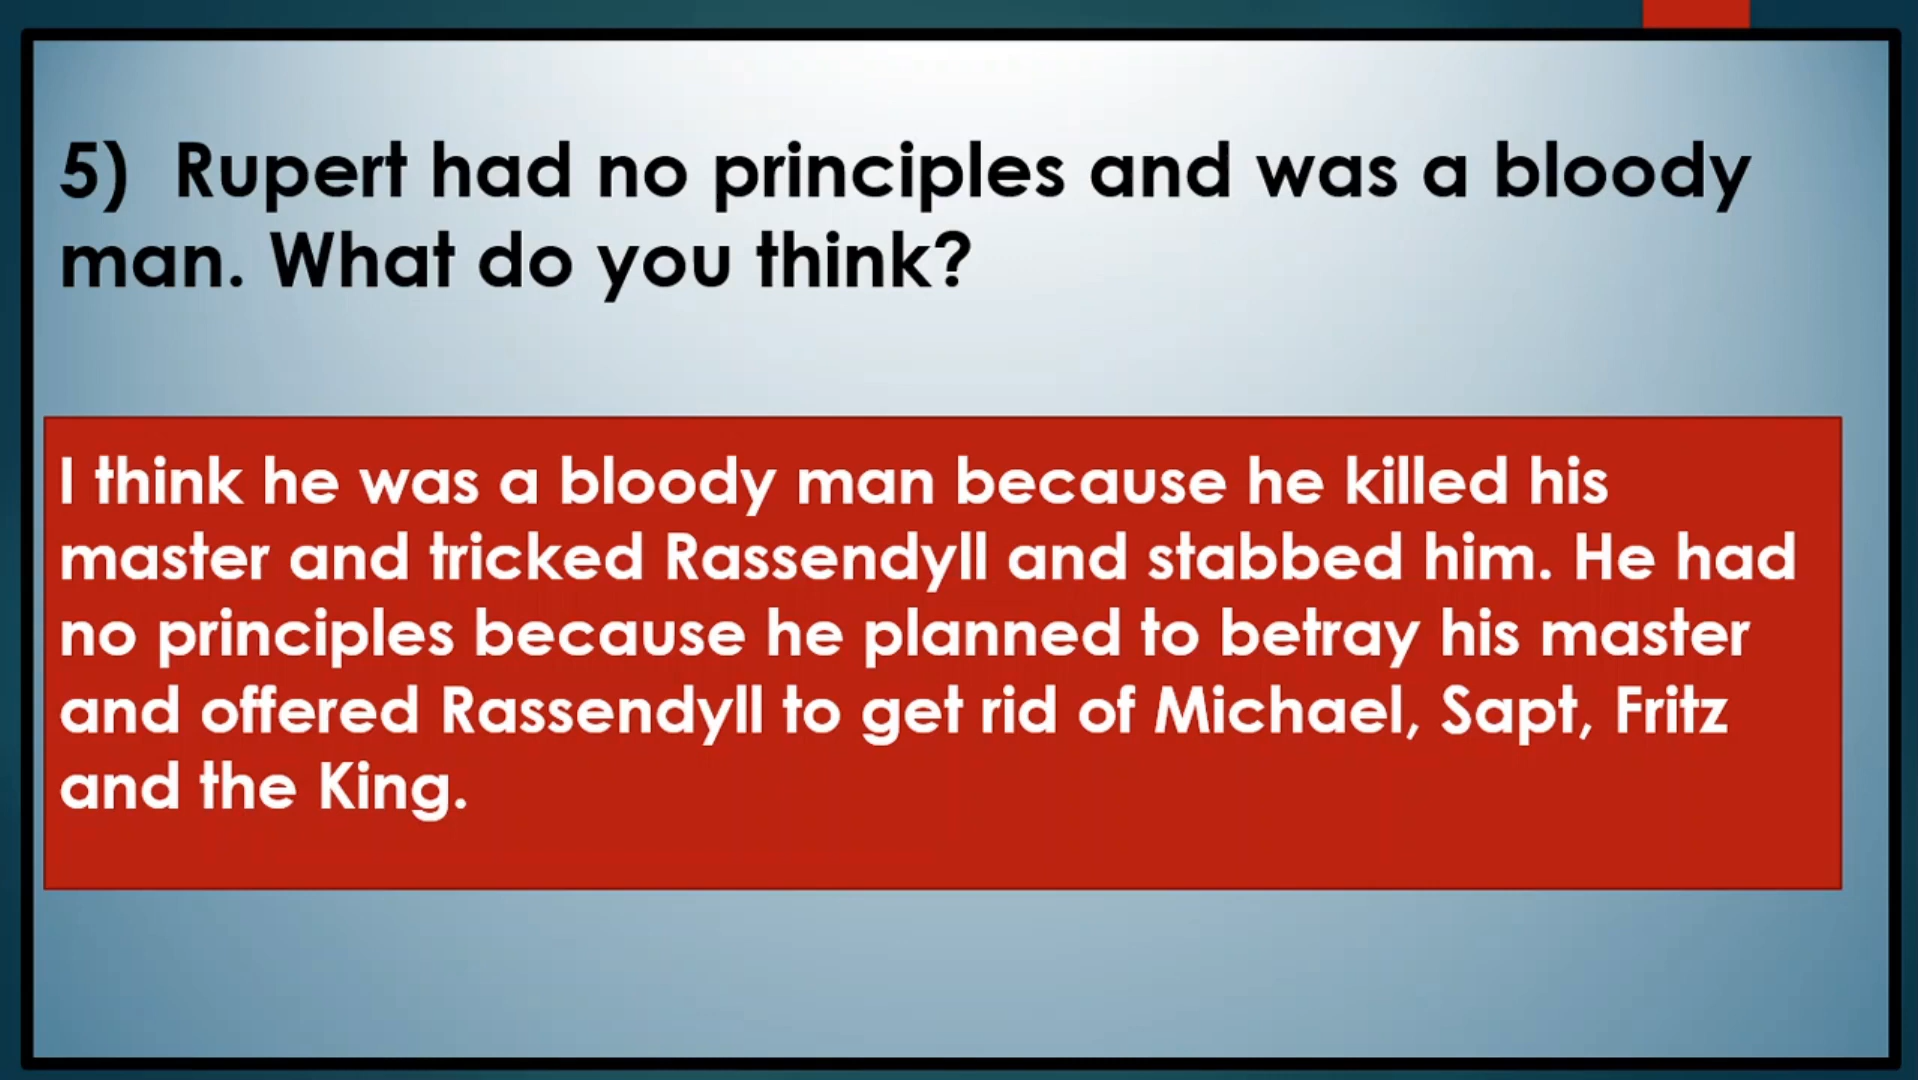 5) Rupert had no principles and was a bloody
man. What do you think?
I think he was a bloody man because he killed his
master and tricked Rassendyll and stabbed him. He had
no principles because he planned to betray his master
and offered Rassendyll to get rid of Michael, Sapt, Fritz
and the King.